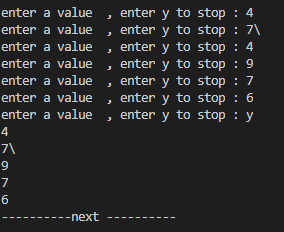 enter a value  , enter y to stop : 4
enter a value  , enter y to stop : 7\
enter a value  , enter y to stop : 4
enter a value  , enter y to stop : 9
enter a value  , enter y to stop : 7
enter a value  , enter y to stop : 6
enter a value  , enter y to stop : y
4
7\
9
7
6
----------next ----------